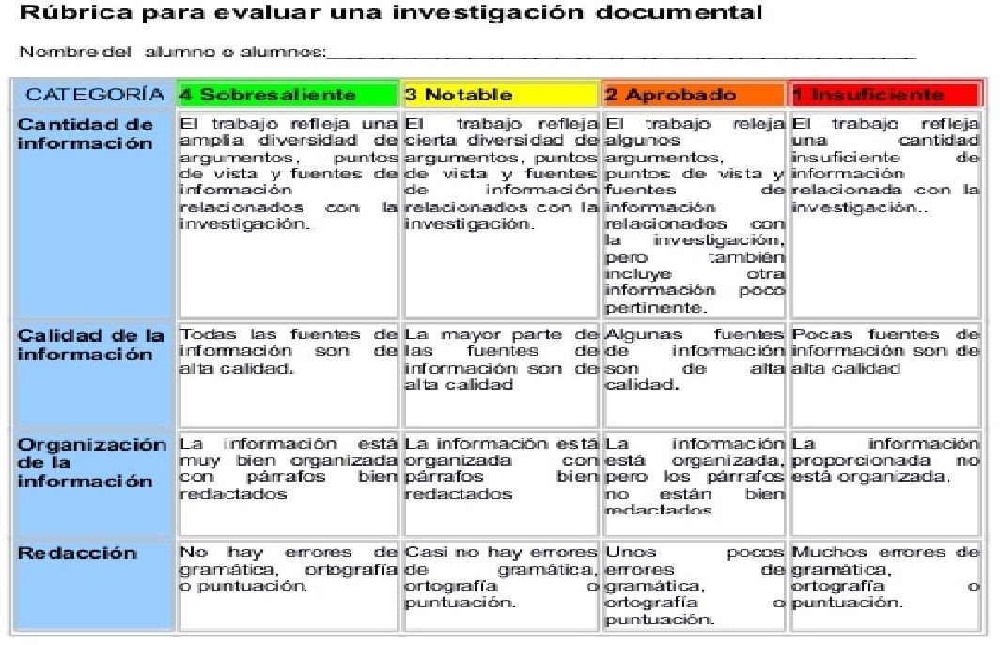 Rúbrica para evaluar una investigación documental
Nombre del alumno o alumnos:
CATEGORÍA
4 Sobresaliente
3 Notable
2 Aprobado
1 Insuficiente
Cantidad de
información
El trabajo refleja una
amplia diversidad de
argumentos, puntos
de vista y fuentes de
información
relacionados con la
investigación.
El trabajo refleja
cierta diversidad de
argumentos, puntos
de vista y fuentes
de información
relacionados con la
investigación.
El trabajo releja
algunos
argumentos,
puntos de vista y
fuentes de
información
relacionados con
la investigación,
pero también
incluye otra
información poco
pertinente.
El trabajo refleja
una cantidad
insuficiente de
información
relacionada con la
investigación..
Calidad de la
información
Todas las fuentes de
información son de
alta calidad.
La mayor parte de
las fuentes de
información son de
alta calidad
Algunas fuentes
de información
son de alta
calidad.
Pocas fuentes de
información son de
alta calidad
Organización
de la
información
La información está
muy bien organizada
con párrafos bien
redactados
La información está
organizada con
párrafos bien
redactados
La información
está organizada,
pero los párrafos
no están bien
redactados
La información
proporcionada no
está organizada.
Redacción
No hay errores de
gramática, ortografía
o puntuación.
Casi no hay errores
de gramática,
ortografía o
puntuación.
Unos pocos
errores de
gramática,
ortografía o
puntuación.
Muchos errores de
gramática,
ortografía o
puntuación.